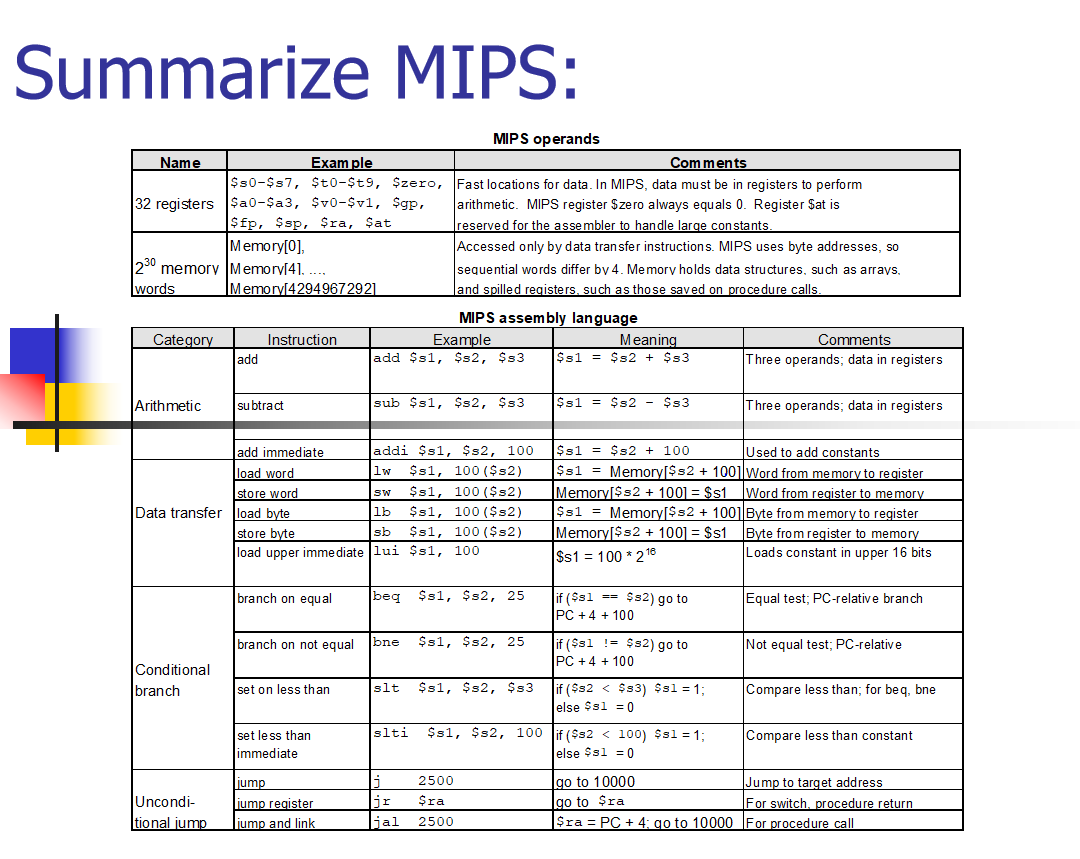 Summarize MIPS:
MIPS operands
Name Example Comments
32 registers
$s0-$s7, $t0-$t9, $zero,
$a0-$a3, $v0-$v1, $gp,
$fp, $sp, $ra, $at
Fast locations for data. In MIPS, data must be in registers to perform
arithmetic. MIPS register $zero always equals 0. Register $at is
reserved for the assembler to handle large constants.
2^30 memory
words
Memory[0],
Memory[4], ...,
Memory[4294967292]
Accessed only by data transfer instructions. MIPS uses byte addresses, so
sequential words differ by 4. Memory holds data structures, such as arrays,
and spilled registers, such as those saved on procedure calls.
MIPS assembly language
Category Instruction Example Meaning Comments
Arithmetic
add add $s1, $s2, $s3 $s1 = $s2 + $s3 Three operands; data in registers
subtract sub $s1, $s2, $s3 $s1 = $s2 - $s3 Three operands; data in registers
add immediate addi $s1, $s2, 100 $s1 = $s2 + 100 Used to add constants
Data transfer
load word lw $s1, 100($s2) $s1 = Memory[$s2 + 100] Word from memory to register
store word sw $s1, 100($s2) Memory[$s2 + 100] = $s1 Word from register to memory
load byte lb $s1, 100($s2) $s1 = Memory[$s2 + 100] Byte from memory to register
store byte sb $s1, 100($s2) Memory[$s2 + 100] = $s1 Byte from register to memory
load upper immediate lui $s1, 100 $s1 = 100 * 2^16 Loads constant in upper 16 bits
Conditional
branch
branch on equal beq $s1, $s2, 25 if ($s1 == $s2) go to
PC + 4 + 100
Equal test; PC-relative branch
branch on not equal bne $s1, $s2, 25 if ($s1 != $s2) go to
PC + 4 + 100
Not equal test; PC-relative
set on less than slt $s1, $s2, $s3 if ($s2 < $s3) $s1 = 1;
else $s1 = 0
Compare less than; for beq, bne
set less than
immediate
slti $s1, $s2, 100 if ($s2 < 100) $s1 = 1;
else $s1 = 0
Compare less than constant
Uncondi-
tional jump
jump j 2500 go to 10000 Jump to target address
jump register jr $ra go to $ra For switch, procedure return
jump and link jal 2500 $ra = PC + 4; go to 10000 For procedure call